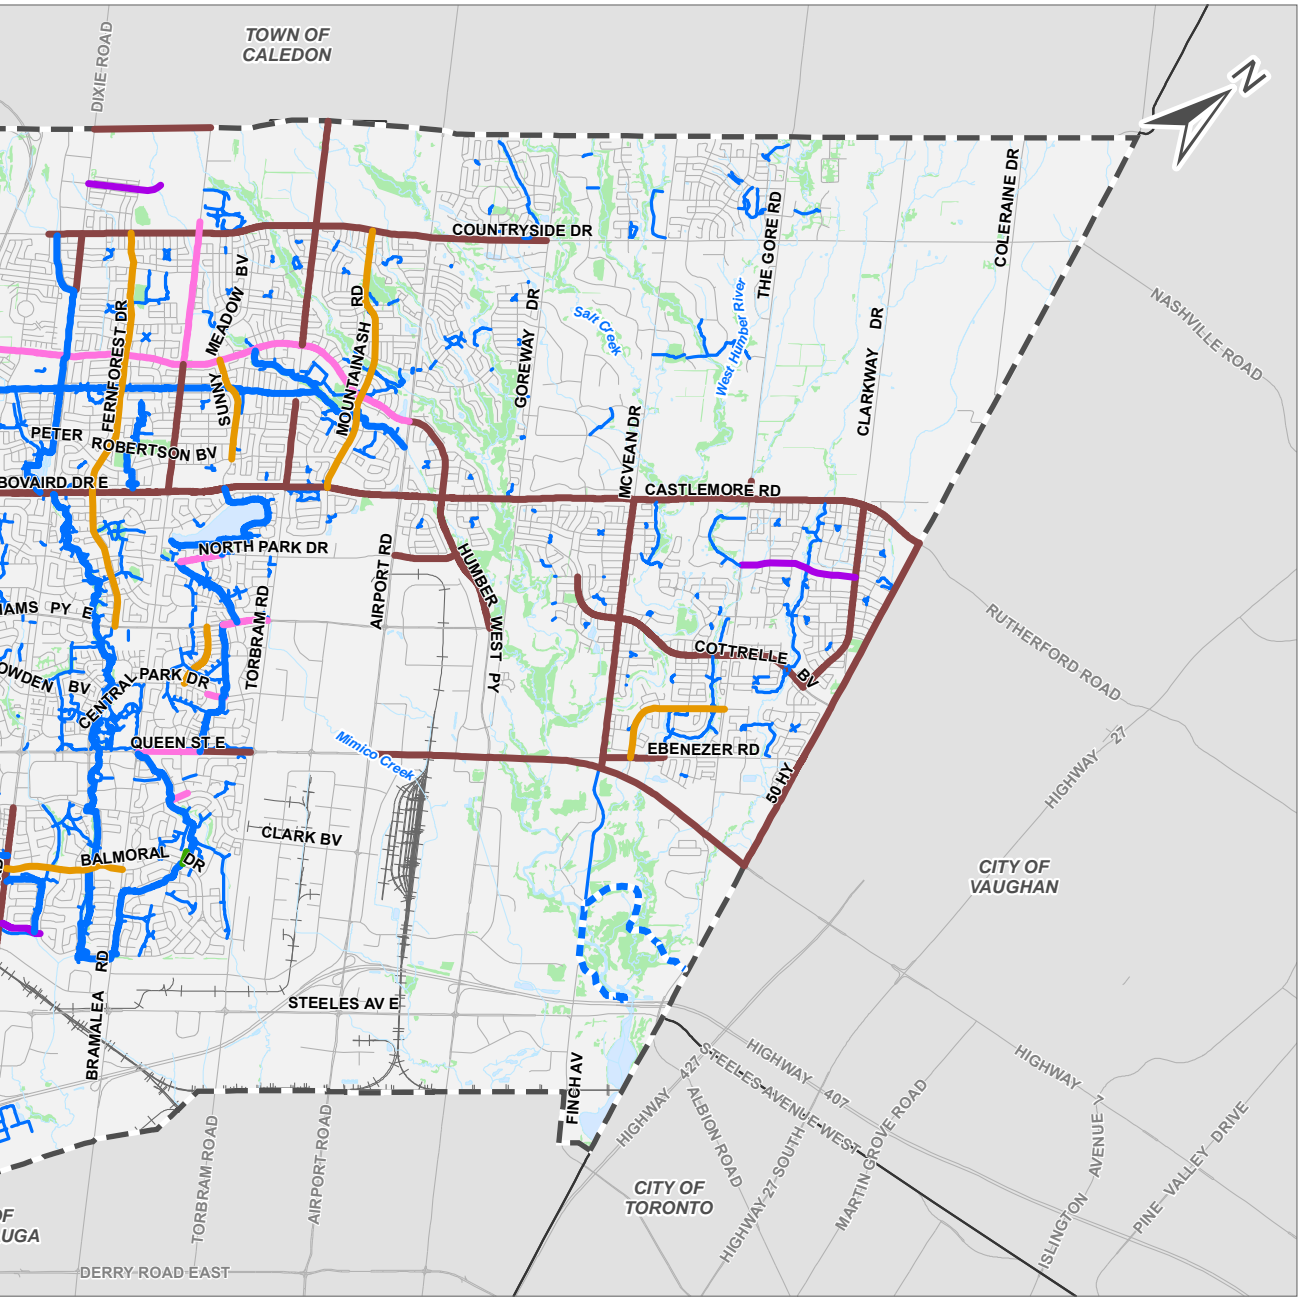 TOWN OF
CALEDON
DIXIE ROAD
N
COLERAINE DR
THE GORE RD
COUNTRYSIDE DR
MEADOW BV
SUNNY
MOUNTAINASH RD
FERNFOREST DR
GOREWAY DR
Salt Creek
West Humber River
CLARKWAY DR
NASHVILLE ROAD
PETER ROBERTSON BV
MCVEAN DR
BOVAIRD DR E
CASTLEMORE RD
NORTH PARK DR
AIRPORT RD
HUMBER WEST PY
TORBRAM RD
IAMS PY E
RUTHERFORD ROAD
COTTRELLE BV
OWDEN BV
CENTRAL PARK DR
QUEEN ST E
Mimico Creek
EBENEZER RD
50 HY
HIGHWAY 27
CLARK BV
BALMORAL DR
CITY OF
VAUGHAN
BRAMALEA RD
STEELES AV E
FINCH AV
HIGHWAY 427
STEELES AVENUE WEST
HIGHWAY 407
HIGHWAY 7
ALBION ROAD
HIGHWAY 27 SOUTH
MARTIN GROVE ROAD
ISLINGTON AVENUE
PINE VALLEY DRIVE
TORBRAM ROAD
AIRPORT ROAD
CITY OF
TORONTO
OF
UGA
DERRY ROAD EAST